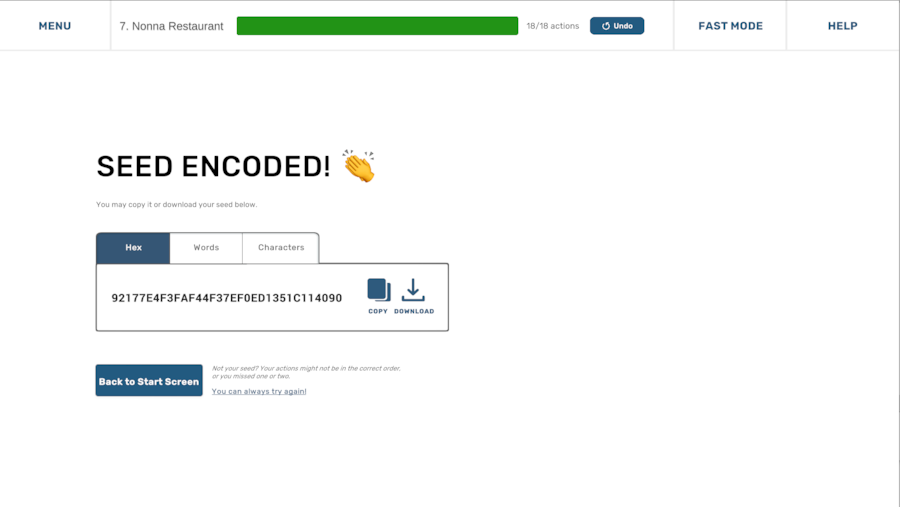 MENU
7. Nonna Restaurant
18/18 actions
Undo
FAST MODE
HELP
SEED ENCODED!
You may copy it or download your seed below.
Hex
Words
Characters
92177E4F3FAF44F37EF0ED1351C114090
COPY
DOWNLOAD
Back to Start Screen
Not your seed? Your actions might not be in the correct order,
or you missed one or two.
You can always try again!